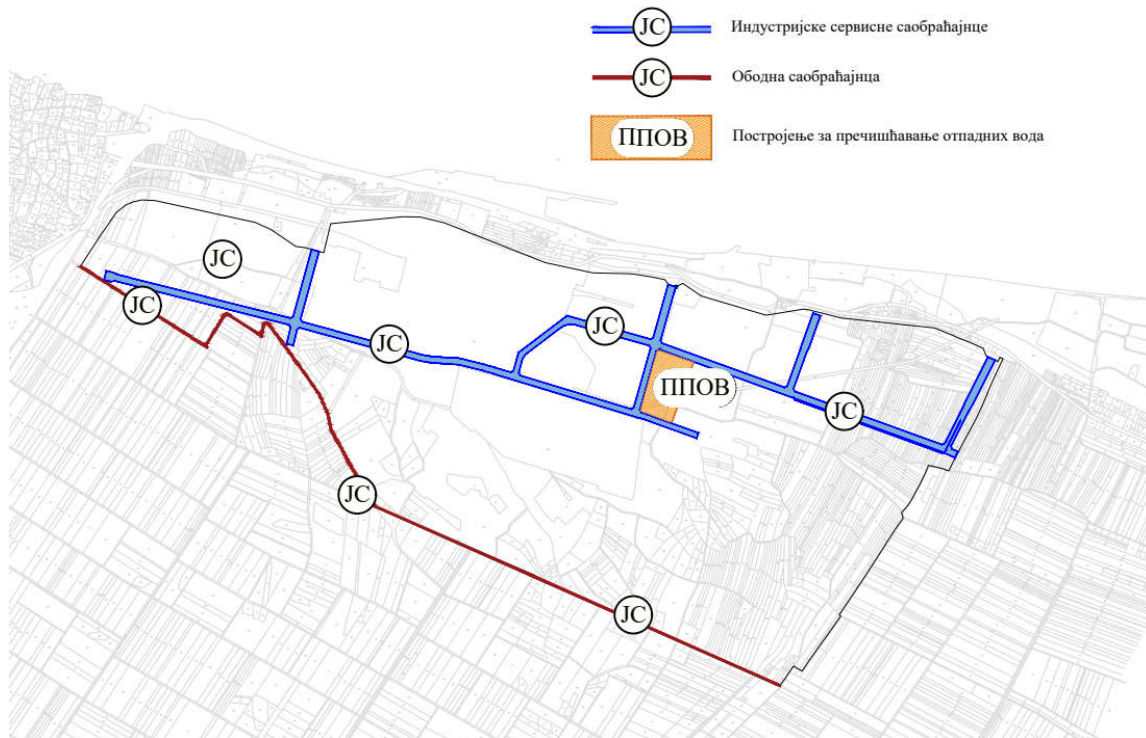 ЈС Индустријске сервисне саобраћајнце
ЈС Ободна саобраћајнца
ППОВ Постројење за пречишћавање отпадних вода
ЈС
ЈС
ЈС
ЈС
ППОВ
ЈС
ЈС
ЈС